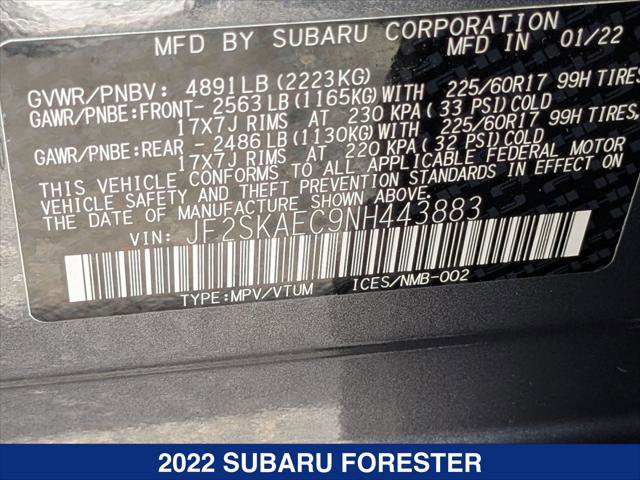 MFD BY SUBARU CORPORATION
MFD IN 01/22
GVWR/PNBV: 4891LB(2223KG)
GAWR/PNBE:FRONT- 2563LB(1165KG)WITH 225/60R17 99H TIRES,
17X7J RIMS AT 230 KPA(33 PSI)COLD
GAWR/PNBE:REAR - 2486LB(1130KG)WITH 225/60R17 99H TIRES,
17X7J RIMS AT 220 KPA(32 PSI)COLD
THIS VEHICLE CONFORMS TO ALL APPLICABLE FEDERAL MOTOR
VEHICLE SAFETY AND THEFT PREVENTION STANDARDS IN EFFECT ON
THE DATE OF MANUFACTURE SHOWN ABOVE.
VIN: JF2SKAEC9NH443883
TYPE:MPV/VTUM ICES/NMB-002
2022 SUBARU FORESTER